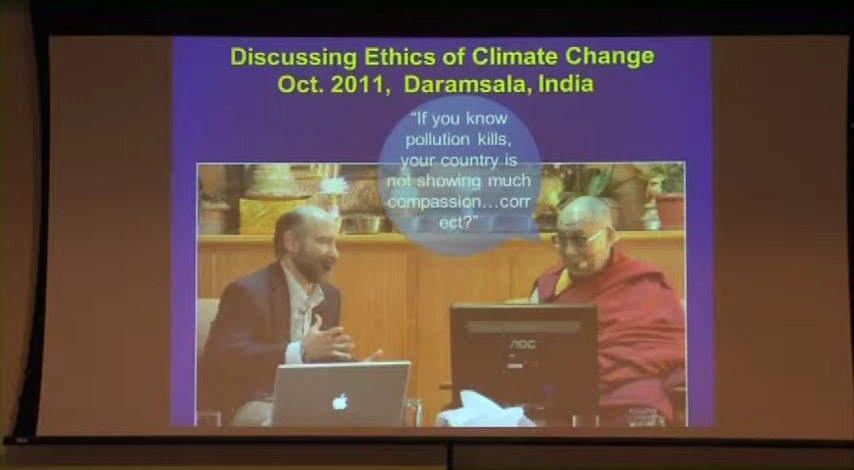 Discussing Ethics of Climate Change
Oct. 2011, Daramsala, India
“If you know
pollution kills,
your country is
not showing much
compassion...corr
ect?”
AOC